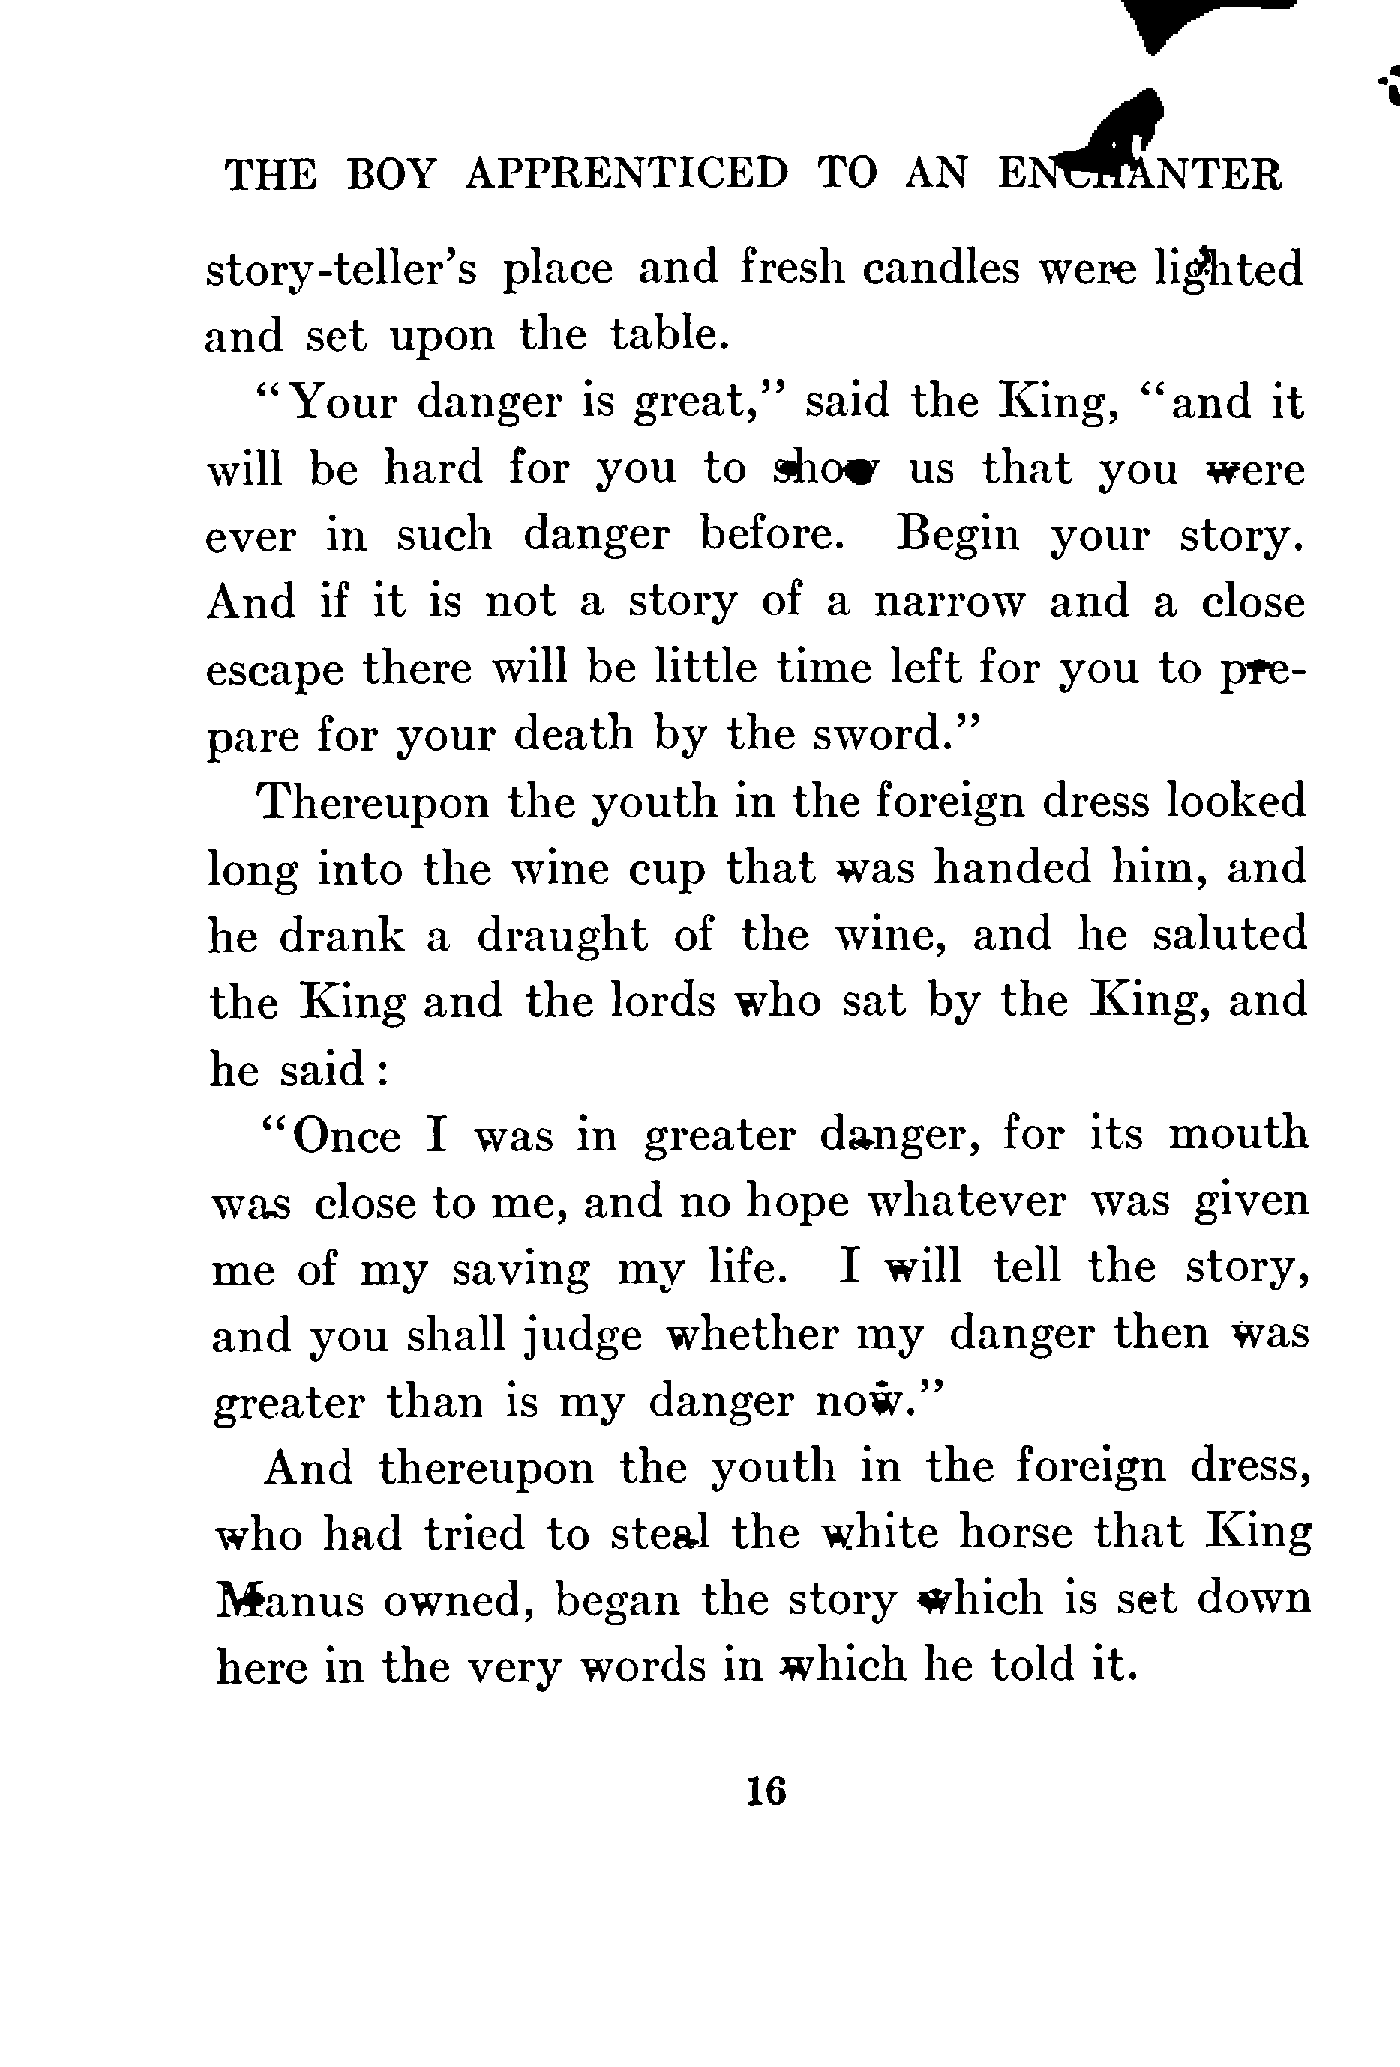 THE BOY APPRENTICED TO AN ENCHANTER
story-teller's place and fresh candles were lighted
and set upon the table.
"Your danger is great," said the King, "and it
will be hard for you to show us that you were
ever in such danger before. Begin your story.
And if it is not a story of a narrow and a close
escape there will be little time left for you to pre-
pare for your death by the sword."
Thereupon the youth in the foreign dress looked
long into the wine cup that was handed him, and
he drank a draught of the wine, and he saluted
the King and the lords who sat by the King, and
he said:
"Once I was in greater danger, for its mouth
was close to me, and no hope whatever was given
me of my saving my life. I will tell the story,
and you shall judge whether my danger then was
greater than is my danger now."
And thereupon the youth in the foreign dress,
who had tried to steal the white horse that King
Manus owned, began the story which is set down
here in the very words in which he told it.
16